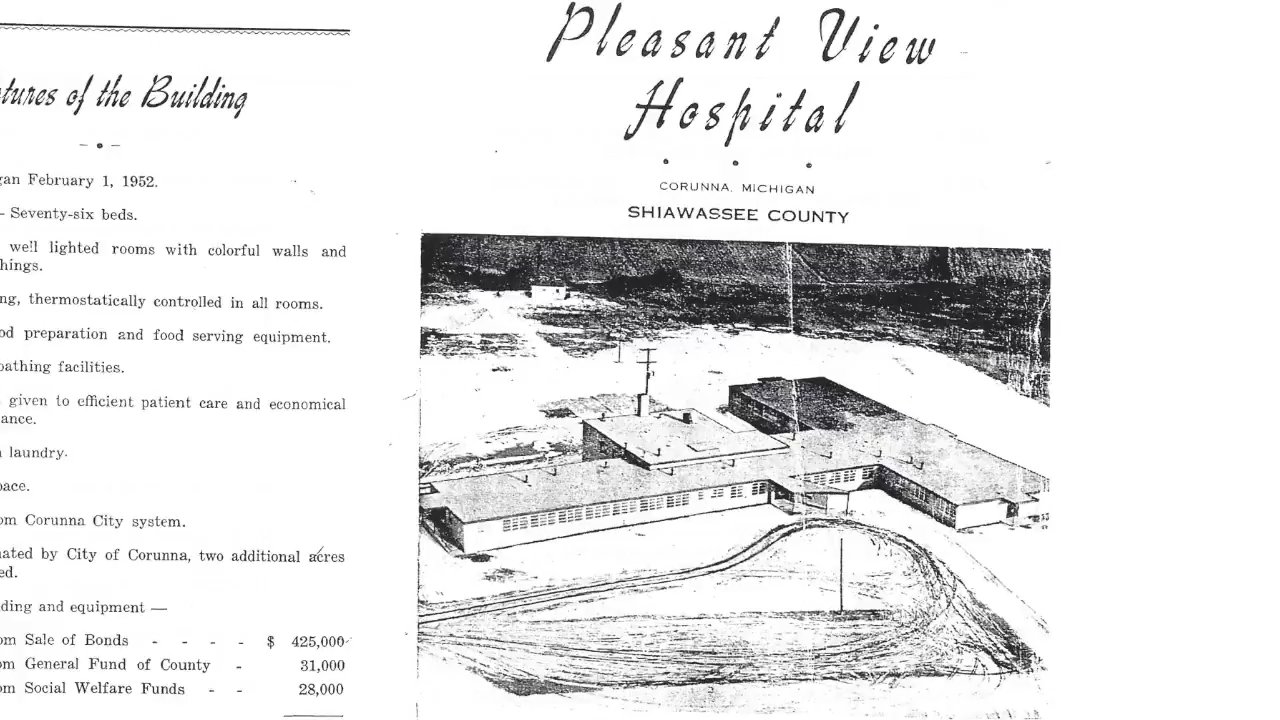 tures of the Building
gan February 1, 1952.
- Seventy-six beds.
well lighted rooms with colorful walls and
hings.
ng, thermostatically controlled in all rooms.
od preparation and food serving equipment.
bathing facilities.
given to efficient patient care and economical
ance.
laundry.
pace.
om Corunna City system.
nated by City of Corunna, two additional acres
ed.
ding and equipment —
om Sale of Bonds - - - - $ 425,000
om General Fund of County - 31,000
om Social Welfare Funds - - 28,000
Pleasant View
Hospital
CORUNNA, MICHIGAN
SHIAWASSEE COUNTY